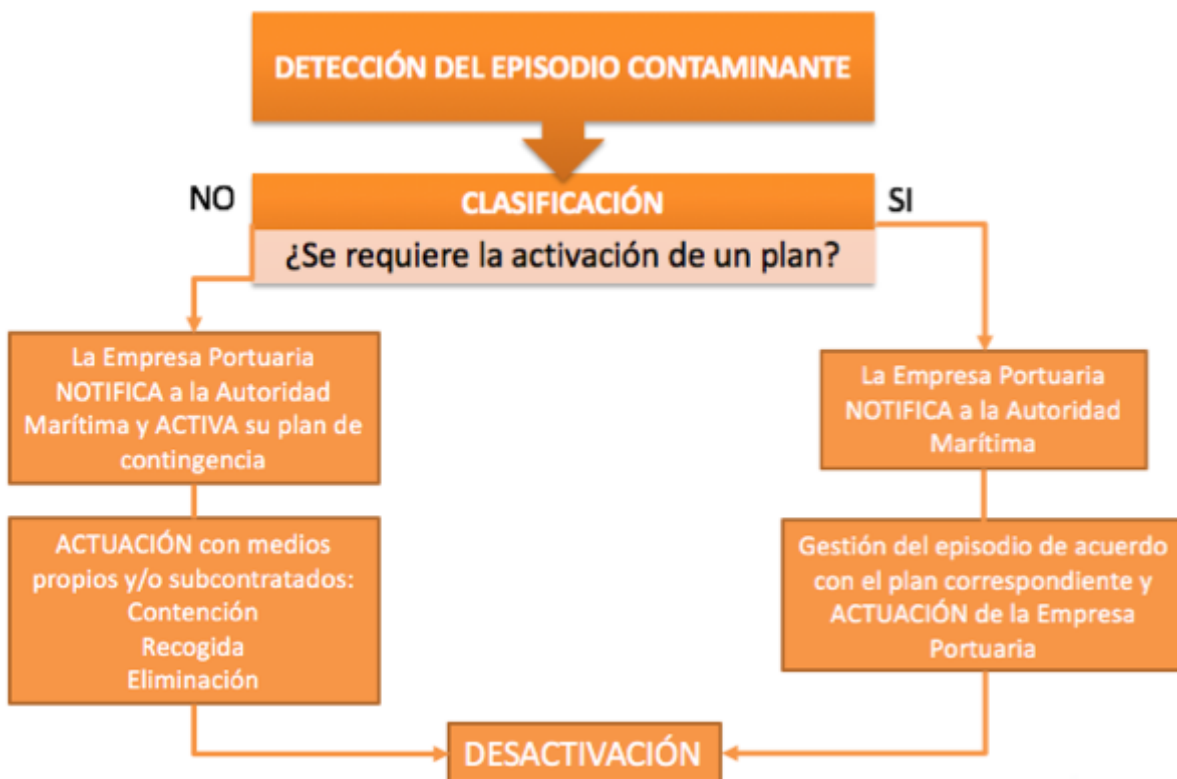 DETECCIÓN DEL EPISODIO CONTAMINANTE
NO
CLASIFICACIÓN
SI
¿Se requiere la activación de un plan?
La Empresa Portuaria
NOTIFICA a la Autoridad
Marítima y ACTIVA su plan de
contingencia
La Empresa Portuaria
NOTIFICA a la Autoridad
Marítima
ACTUACIÓN con medios
propios y/o subcontratados:
Contención
Recogida
Eliminación
Gestión del episodio de acuerdo
con el plan correspondiente y
ACTUACIÓN de la Empresa
Portuaria
DESACTIVACIÓN